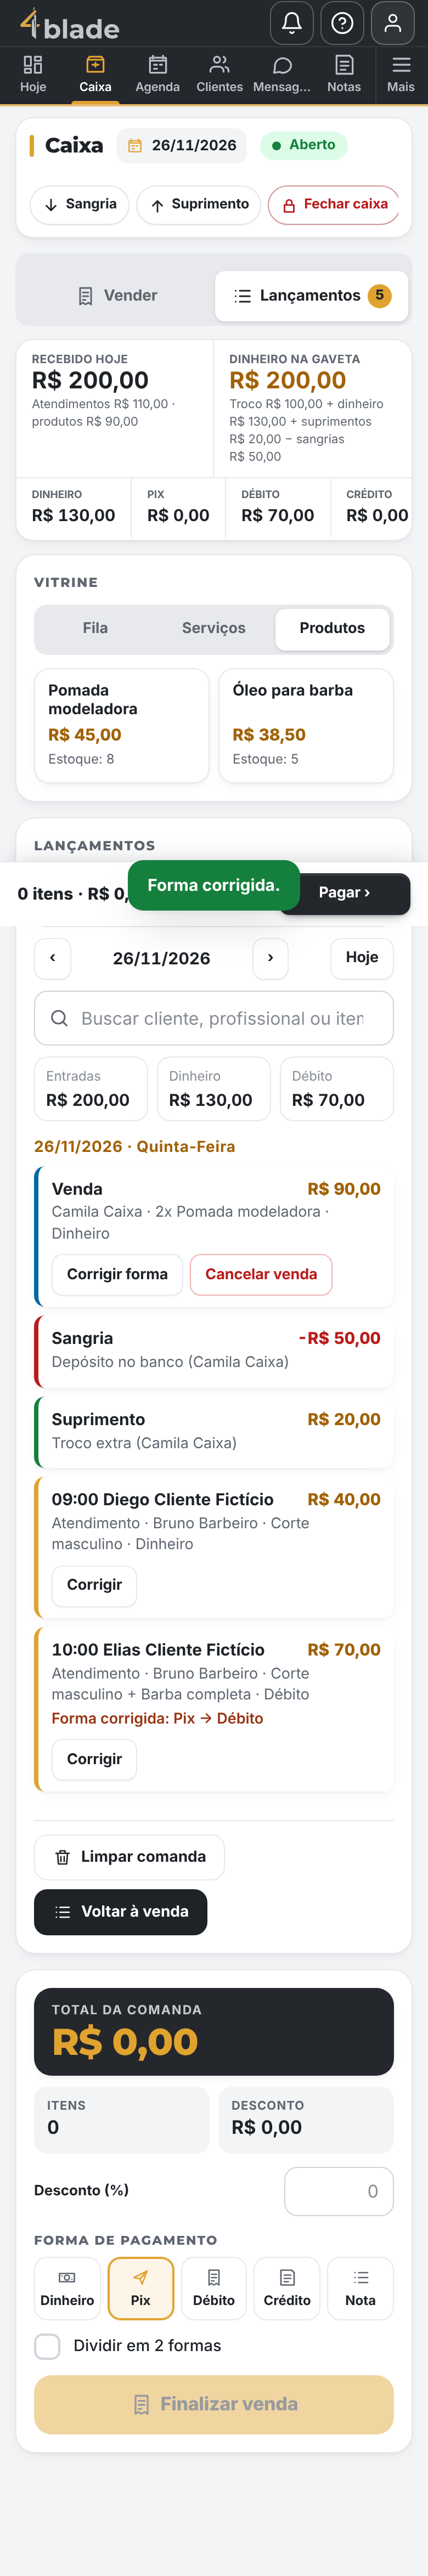 4blade
Hoje
Caixa
Agenda
Clientes
Mensag...
Notas
Mais
Caixa
26/11/2026
Aberto
Sangria
Suprimento
Fechar caixa
Vender
Lançamentos 5
RECEBIDO HOJE
R$ 200,00
Atendimentos R$ 110,00 ·
produtos R$ 90,00
DINHEIRO NA GAVETA
R$ 200,00
Troco R$ 100,00 + dinheiro
R$ 130,00 + suprimentos
R$ 20,00 − sangrias
R$ 50,00
DINHEIRO
R$ 130,00
PIX
R$ 0,00
DÉBITO
R$ 70,00
CRÉDITO
R$ 0,00
VITRINE
Fila
Serviços
Produtos
Pomada
modeladora
R$ 45,00
Estoque: 8
Óleo para barba
R$ 38,50
Estoque: 5
LANÇAMENTOS
0 itens · R$ 0,
Forma corrigida.
Pagar ›
‹
26/11/2026
›
Hoje
Buscar cliente, profissional ou iter
Entradas
R$ 200,00
Dinheiro
R$ 130,00
Débito
R$ 70,00
26/11/2026 · Quinta-Feira
Venda
R$ 90,00
Camila Caixa · 2x Pomada modeladora ·
Dinheiro
Corrigir forma
Cancelar venda
Sangria
-R$ 50,00
Depósito no banco (Camila Caixa)
Suprimento
R$ 20,00
Troco extra (Camila Caixa)
09:00 Diego Cliente Fictício
R$ 40,00
Atendimento · Bruno Barbeiro · Corte
masculino · Dinheiro
Corrigir
10:00 Elias Cliente Fictício
R$ 70,00
Atendimento · Bruno Barbeiro · Corte
masculino + Barba completa · Débito
Forma corrigida: Pix → Débito
Corrigir
Limpar comanda
Voltar à venda
TOTAL DA COMANDA
R$ 0,00
ITENS
0
DESCONTO
R$ 0,00
Desconto (%)
0
FORMA DE PAGAMENTO
Dinheiro
Pix
Débito
Crédito
Nota
Dividir em 2 formas
Finalizar venda